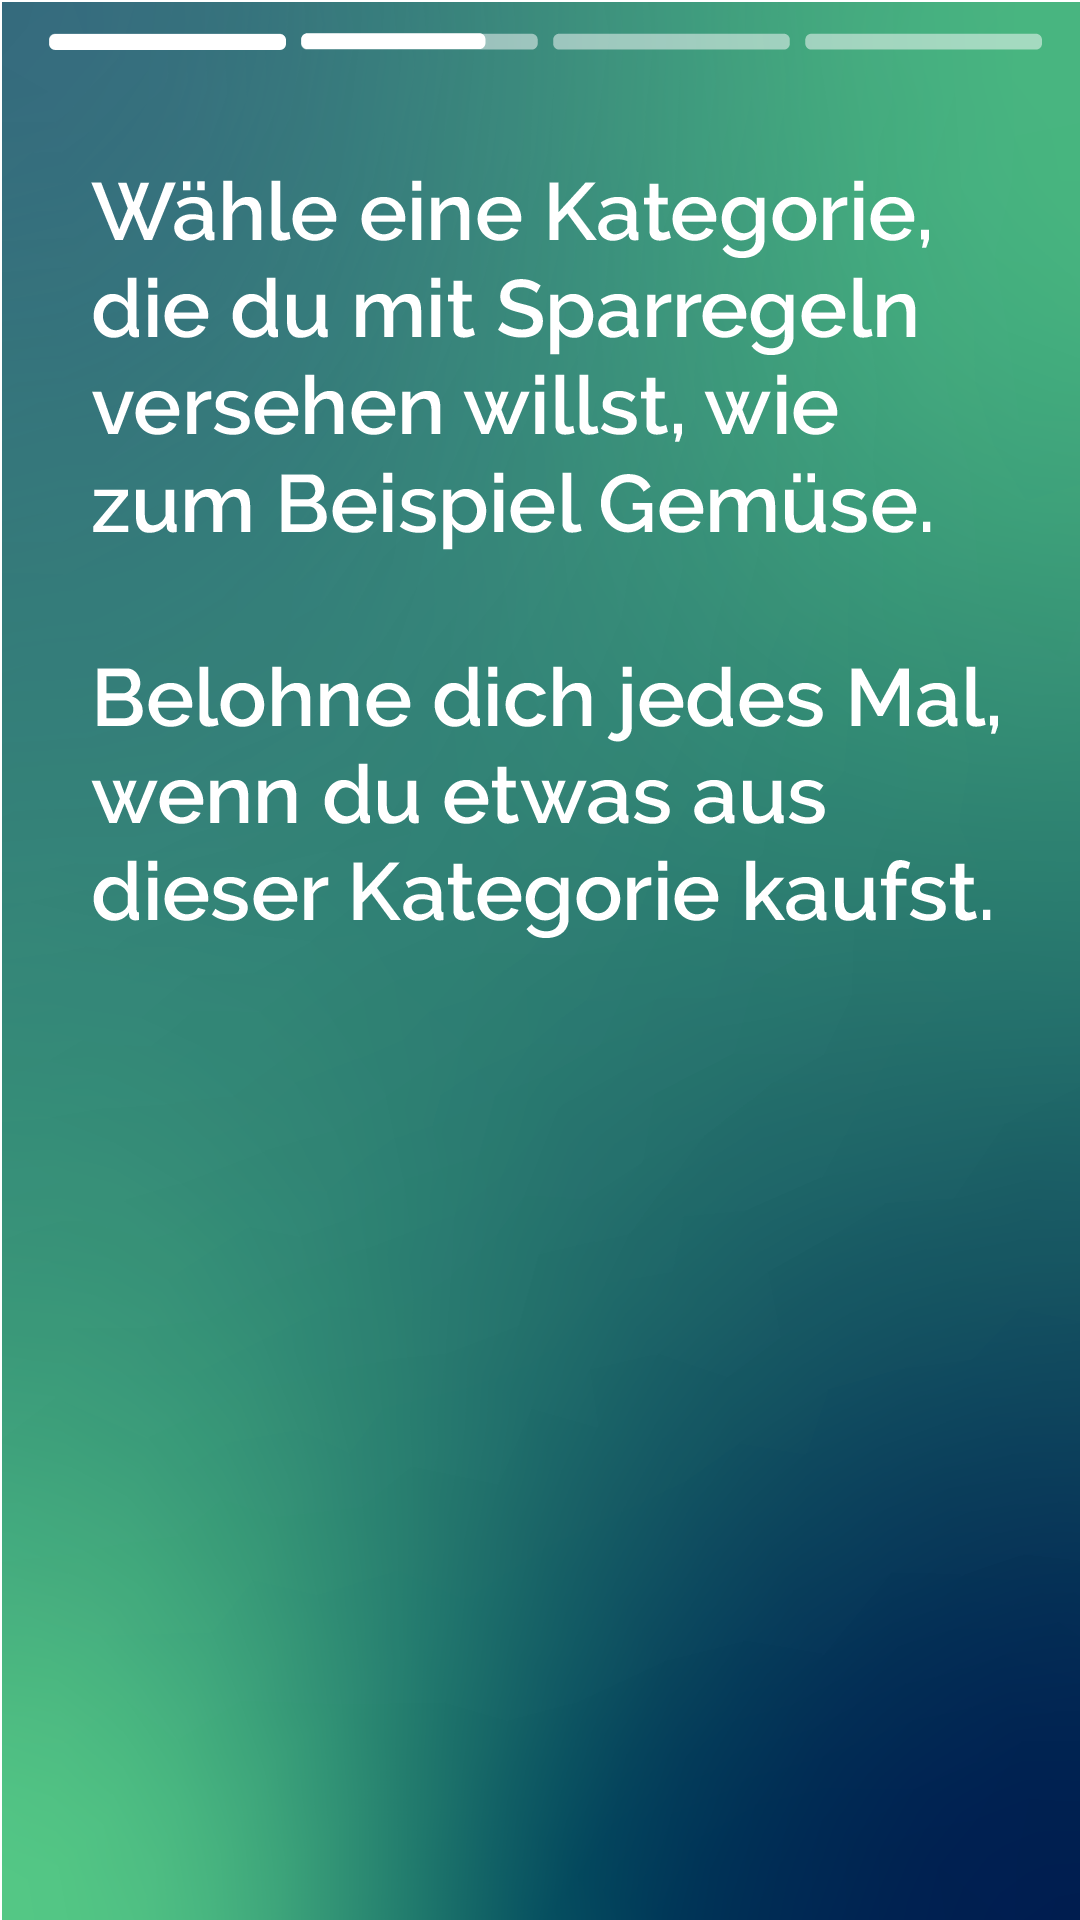 Wähle eine Kategorie,
die du mit Sparregeln
versehen willst, wie
zum Beispiel Gemüse.
Belohne dich jedes Mal,
wenn du etwas aus
dieser Kategorie kaufst.